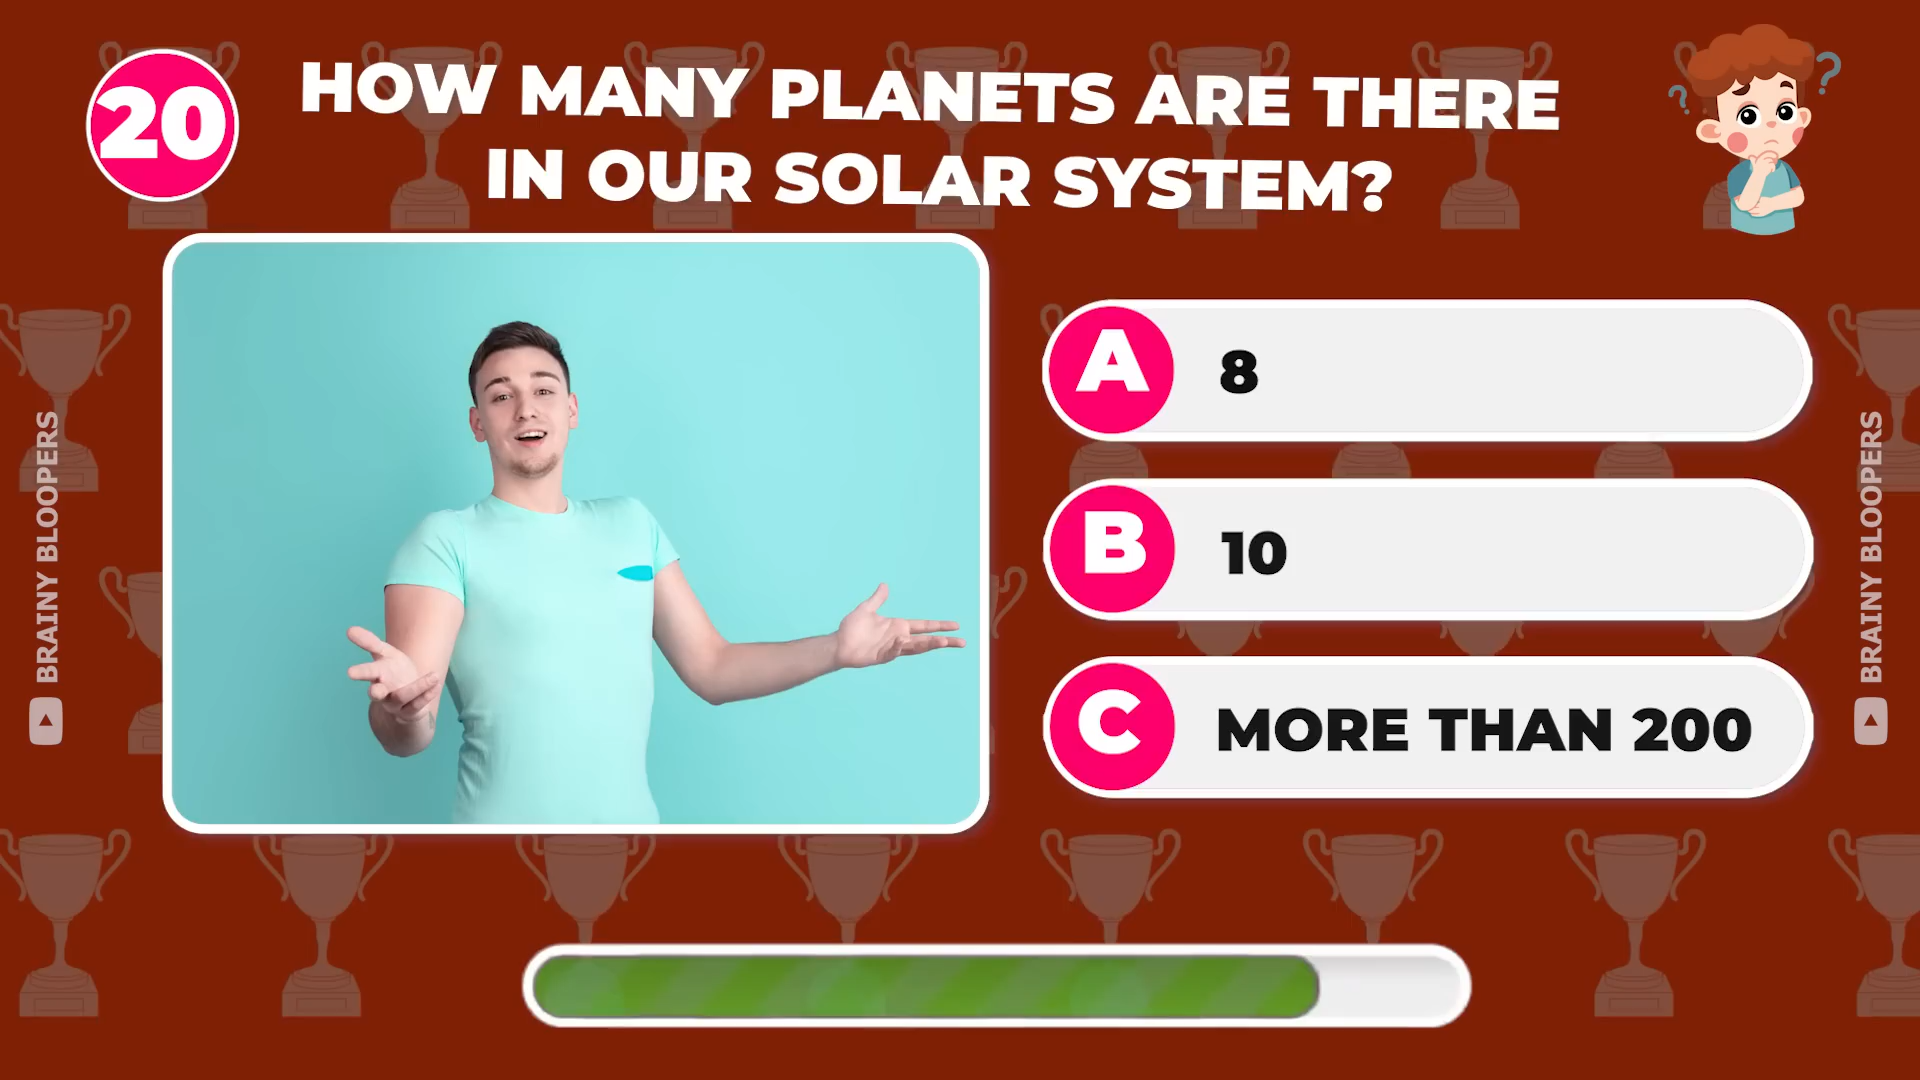 20
HOW MANY PLANETS ARE THERE
IN OUR SOLAR SYSTEM?
A
8
B
10
C
MORE THAN 200
BRAINY BLOOPERS
BRAINY BLOOPERS